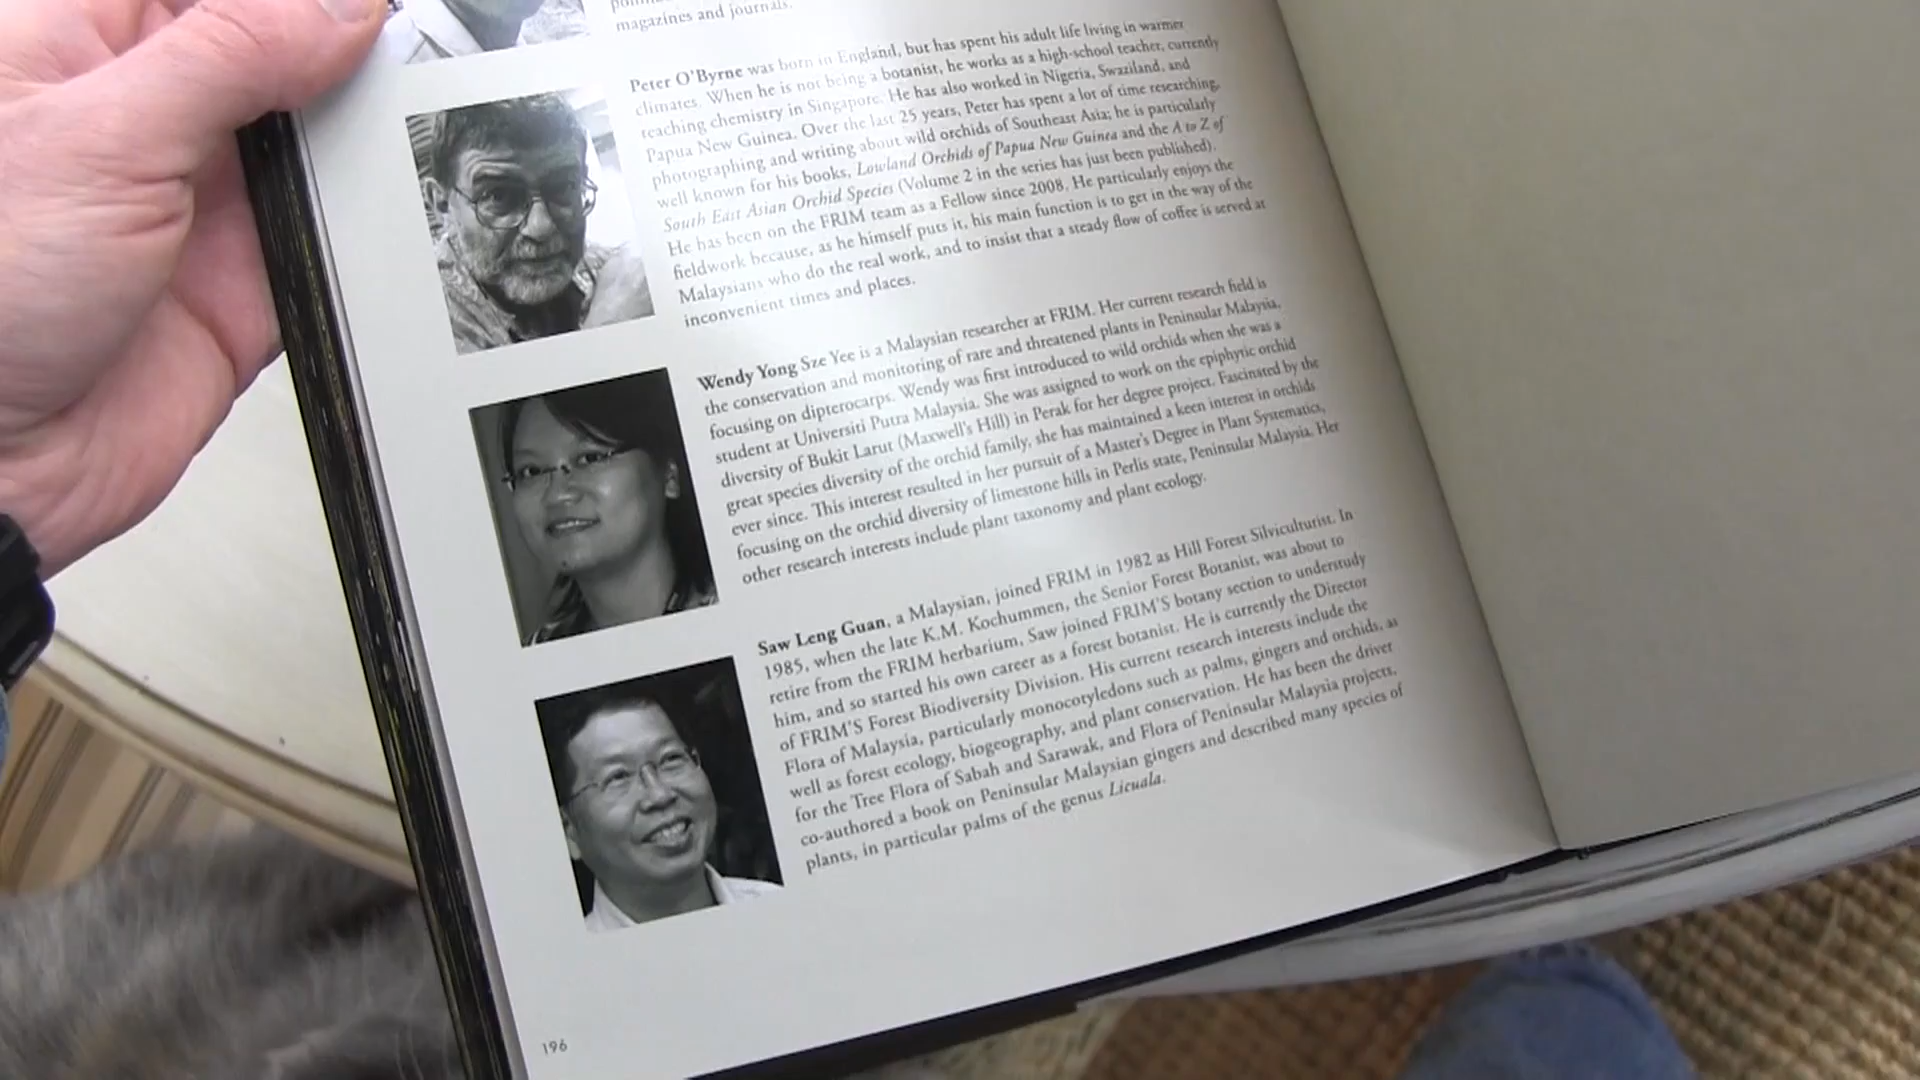 magazines and journals.
Peter O'Byrne was born in England, but has spent his adult life living in warmer
climates. When he is not being a botanist, he works as a high-school teacher, currently
teaching chemistry in Singapore. He has also worked in Nigeria, Swaziland, and
Papua New Guinea. Over the last 25 years, Peter has spent a lot of time researching,
photographing and writing about wild orchids of Southeast Asia; he is particularly
well known for his books, Lowland Orchids of Papua New Guinea and the A to Z of
South East Asian Orchid Species (Volume 2 in the series has just been published).
He has been on the FRIM team as a Fellow since 2008. He particularly enjoys the
fieldwork because, as he himself puts it, his main function is to get in the way of the
Malaysians who do the real work, and to insist that a steady flow of coffee is served at
inconvenient times and places.
Wendy Yong Sze Yee is a Malaysian researcher at FRIM. Her current research field is
the conservation and monitoring of rare and threatened plants in Peninsular Malaysia,
focusing on dipterocarps. Wendy was first introduced to wild orchids when she was a
student at Universiti Putra Malaysia. She was assigned to work on the epiphytic orchid
diversity of Bukit Larut (Maxwell's Hill) in Perak for her degree project. Fascinated by the
great species diversity of the orchid family, she has maintained a keen interest in orchids
ever since. This interest resulted in her pursuit of a Master's Degree in Plant Systematics,
focusing on the orchid diversity of limestone hills in Perlis state, Peninsular Malaysia. Her
other research interests include plant taxonomy and plant ecology.
Saw Leng Guan, a Malaysian, joined FRIM in 1982 as Hill Forest Silviculturist. In
1985, when the late K.M. Kochummen, the Senior Forest Botanist, was about to
retire from the FRIM herbarium, Saw joined FRIM'S botany section to understudy
him, and so started his own career as a forest botanist. He is currently the Director
of FRIM'S Forest Biodiversity Division. His current research interests include the
Flora of Malaysia, particularly monocotyledons such as palms, gingers and orchids, as
well as forest ecology, biogeography, and plant conservation. He has been the driver
for the Tree Flora of Sabah and Sarawak, and Flora of Peninsular Malaysia projects,
co-authored a book on Peninsular Malaysian gingers and described many species of
plants, in particular palms of the genus Licuala.
196